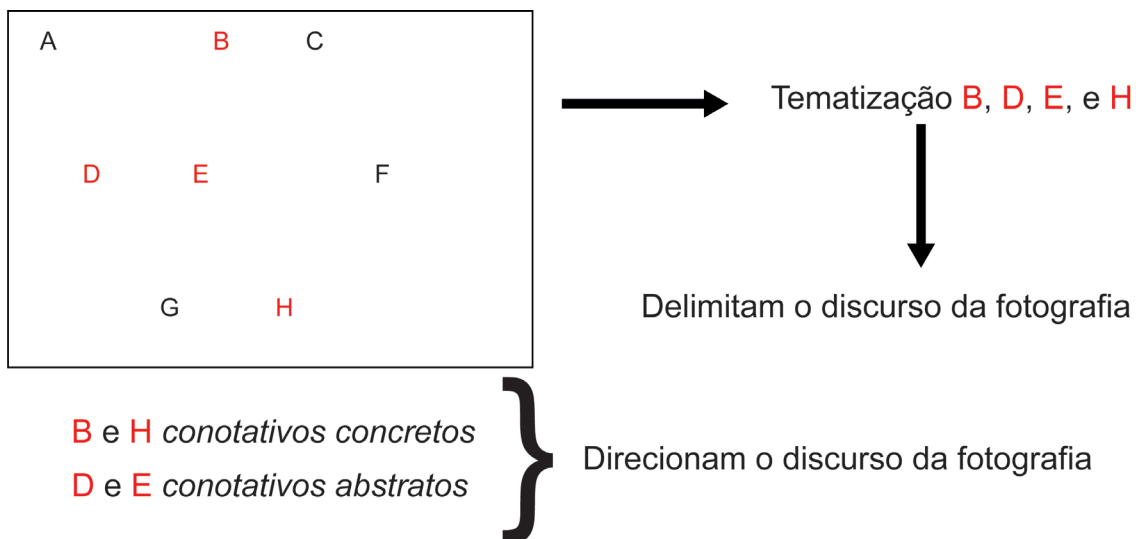 A B C
Tematização B, D, E, e H
D E F
G H
Delimitam o discurso da fotografia
B e H conotativos concretos
D e E conotativos abstratos
Direcionam o discurso da fotografia